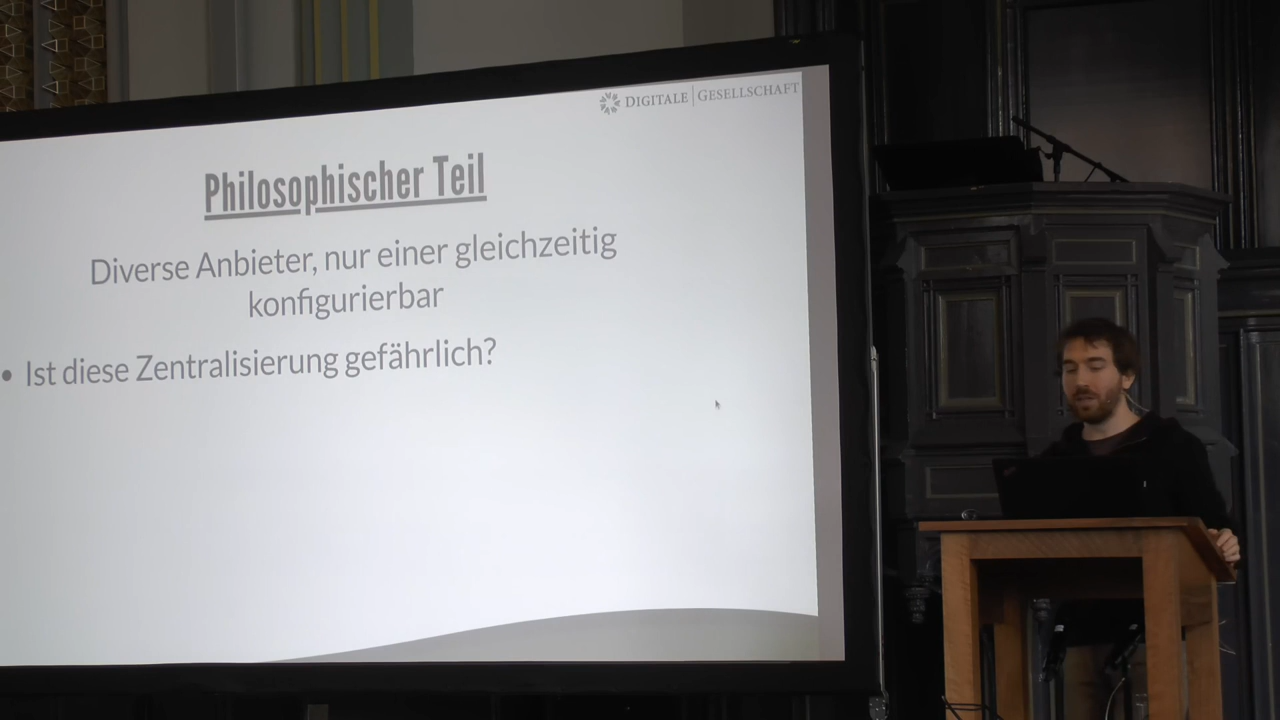 DIGITALE | GESELLSCHAFT
Philosophischer Teil
Diverse Anbieter, nur einer gleichzeitig
konfigurierbar
• Ist diese Zentralisierung gefährlich?